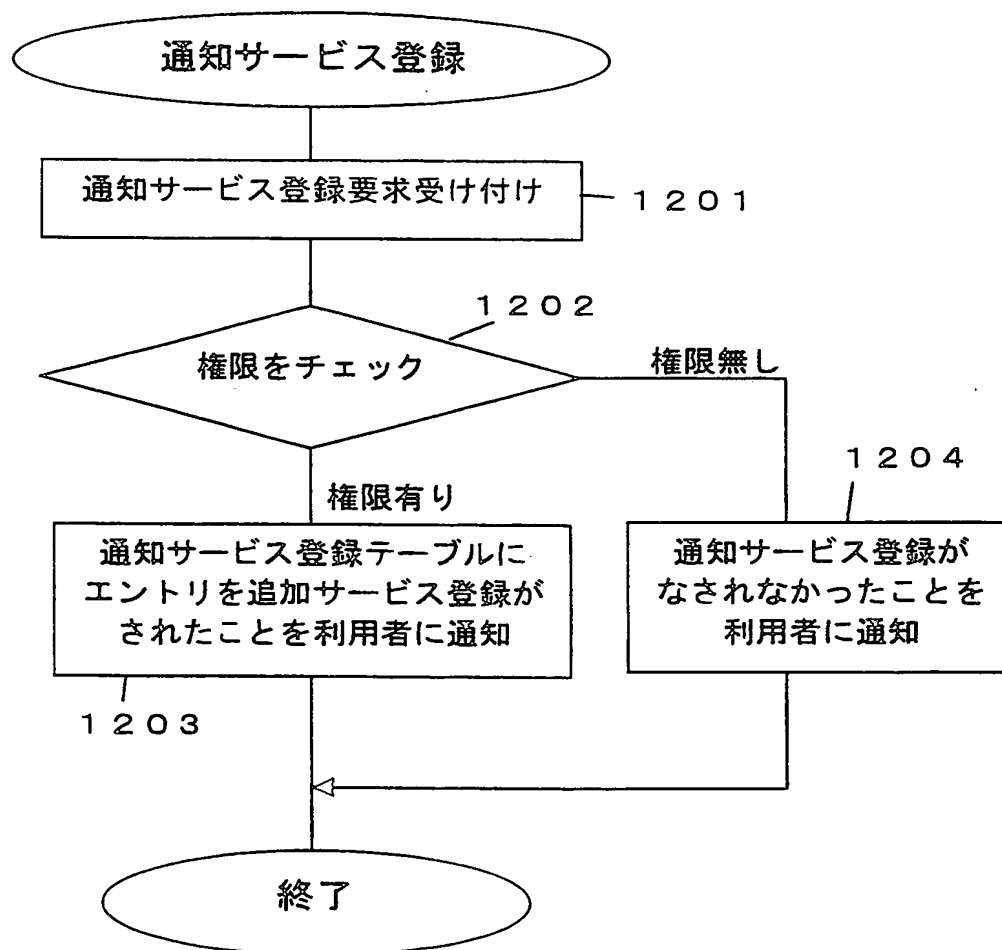 通知サービス登録
通知サービス登録要求受け付け
１２０１
１２０２
権限をチェック
権限無し
１２０４
権限有り
通知サービス登録テーブルに
エントリを追加サービス登録が
されたことを利用者に通知
通知サービス登録が
なされなかったことを
利用者に通知
１２０３
終了